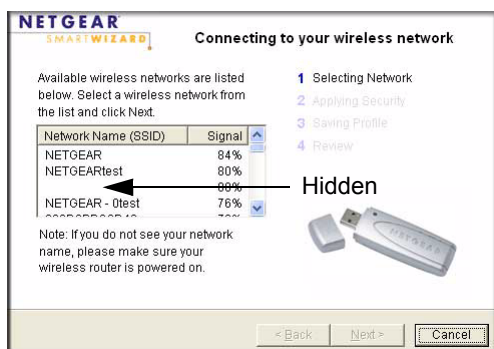 NETGEAR
SMARTWIZARD
Connecting to your wireless network
Available wireless networks are listed
below. Select a wireless network from
the list and click Next.
Network Name (SSID) Signal
NETGEAR 84%
NETGEARtest 80%
88%
NETGEAR - 0test 76%
Note: If you do not see your network
name, please make sure your
wireless router is powered on.
1 Selecting Network
2 Applying Security
3 Saving Profile
4 Review
Hidden
NETGEAR
< Back Next > Cancel